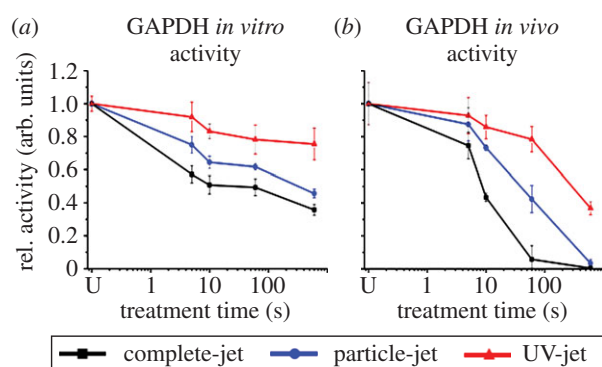 (a) GAPDH in vitro activity
(b) GAPDH in vivo activity
rel. activity (arb. units)
1.2
1.0
0.8
0.6
0.4
0.2
0
U 1 10 100
treatment time (s)
U 1 10 100
treatment time (s)
complete-jet particle-jet UV-jet